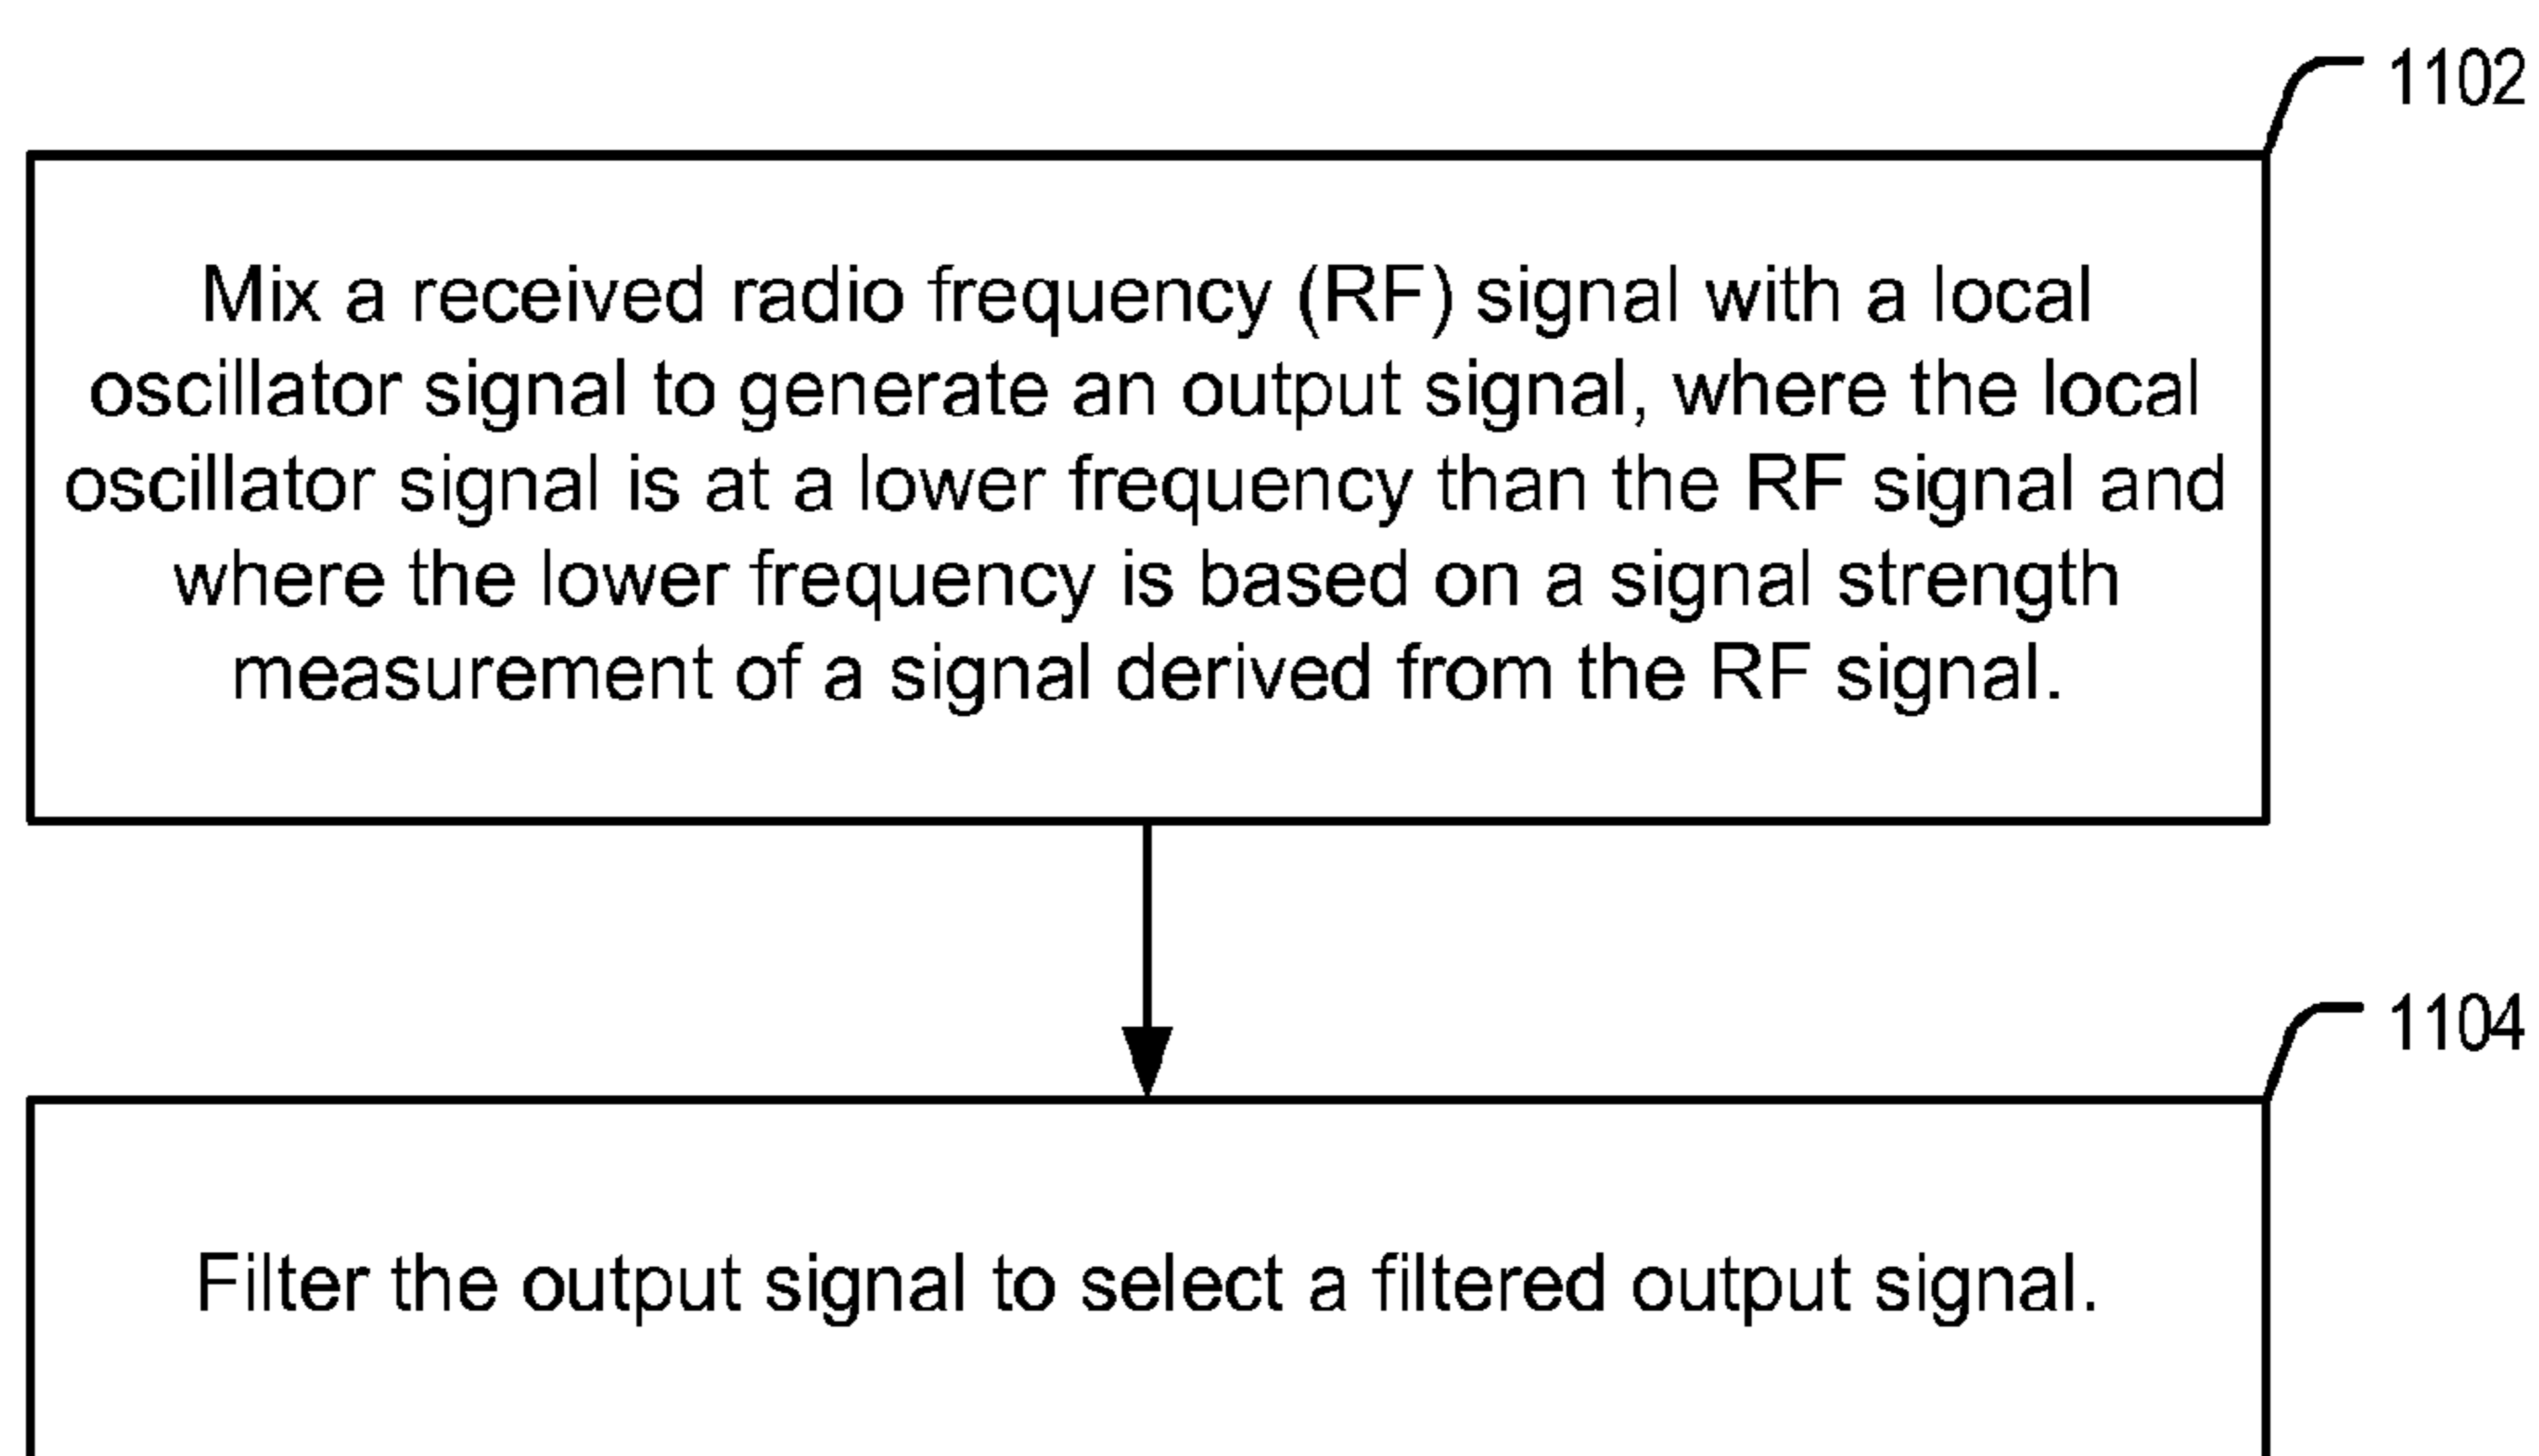 1102
Mix a received radio frequency (RF) signal with a local
oscillator signal to generate an output signal, where the local
oscillator signal is at a lower frequency than the RF signal and
where the lower frequency is based on a signal strength
measurement of a signal derived from the RF signal.
1104
Filter the output signal to select a filtered output signal.